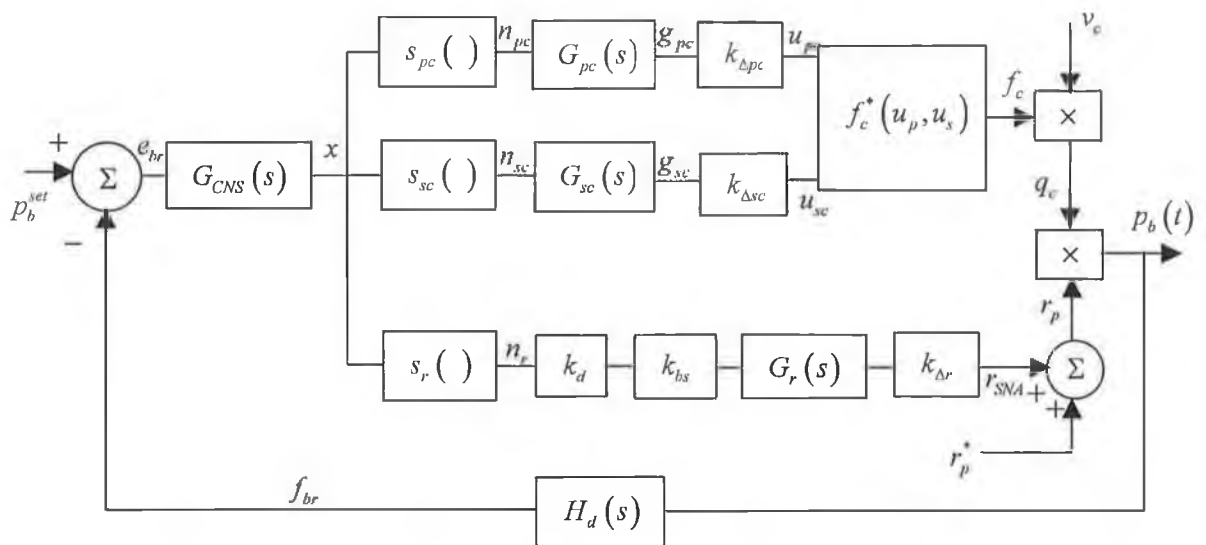 s_pc ( )
n_pc
G_pc (s)
g_pc
k_Δpc
u_pc
v_c
f_c^* (u_p, u_s)
f_c
×
+
p_b^set
Σ
e_br
G_CNS (s)
x
s_sc ( )
n_sc
G_sc (s)
g_sc
k_Δsc
u_sc
q_c
−
×
p_b (t)
r_p
s_r ( )
n_r
k_d
k_bs
G_r (s)
k_Δr
r_SNA +
+
Σ
r_p^*
f_br
H_d (s)